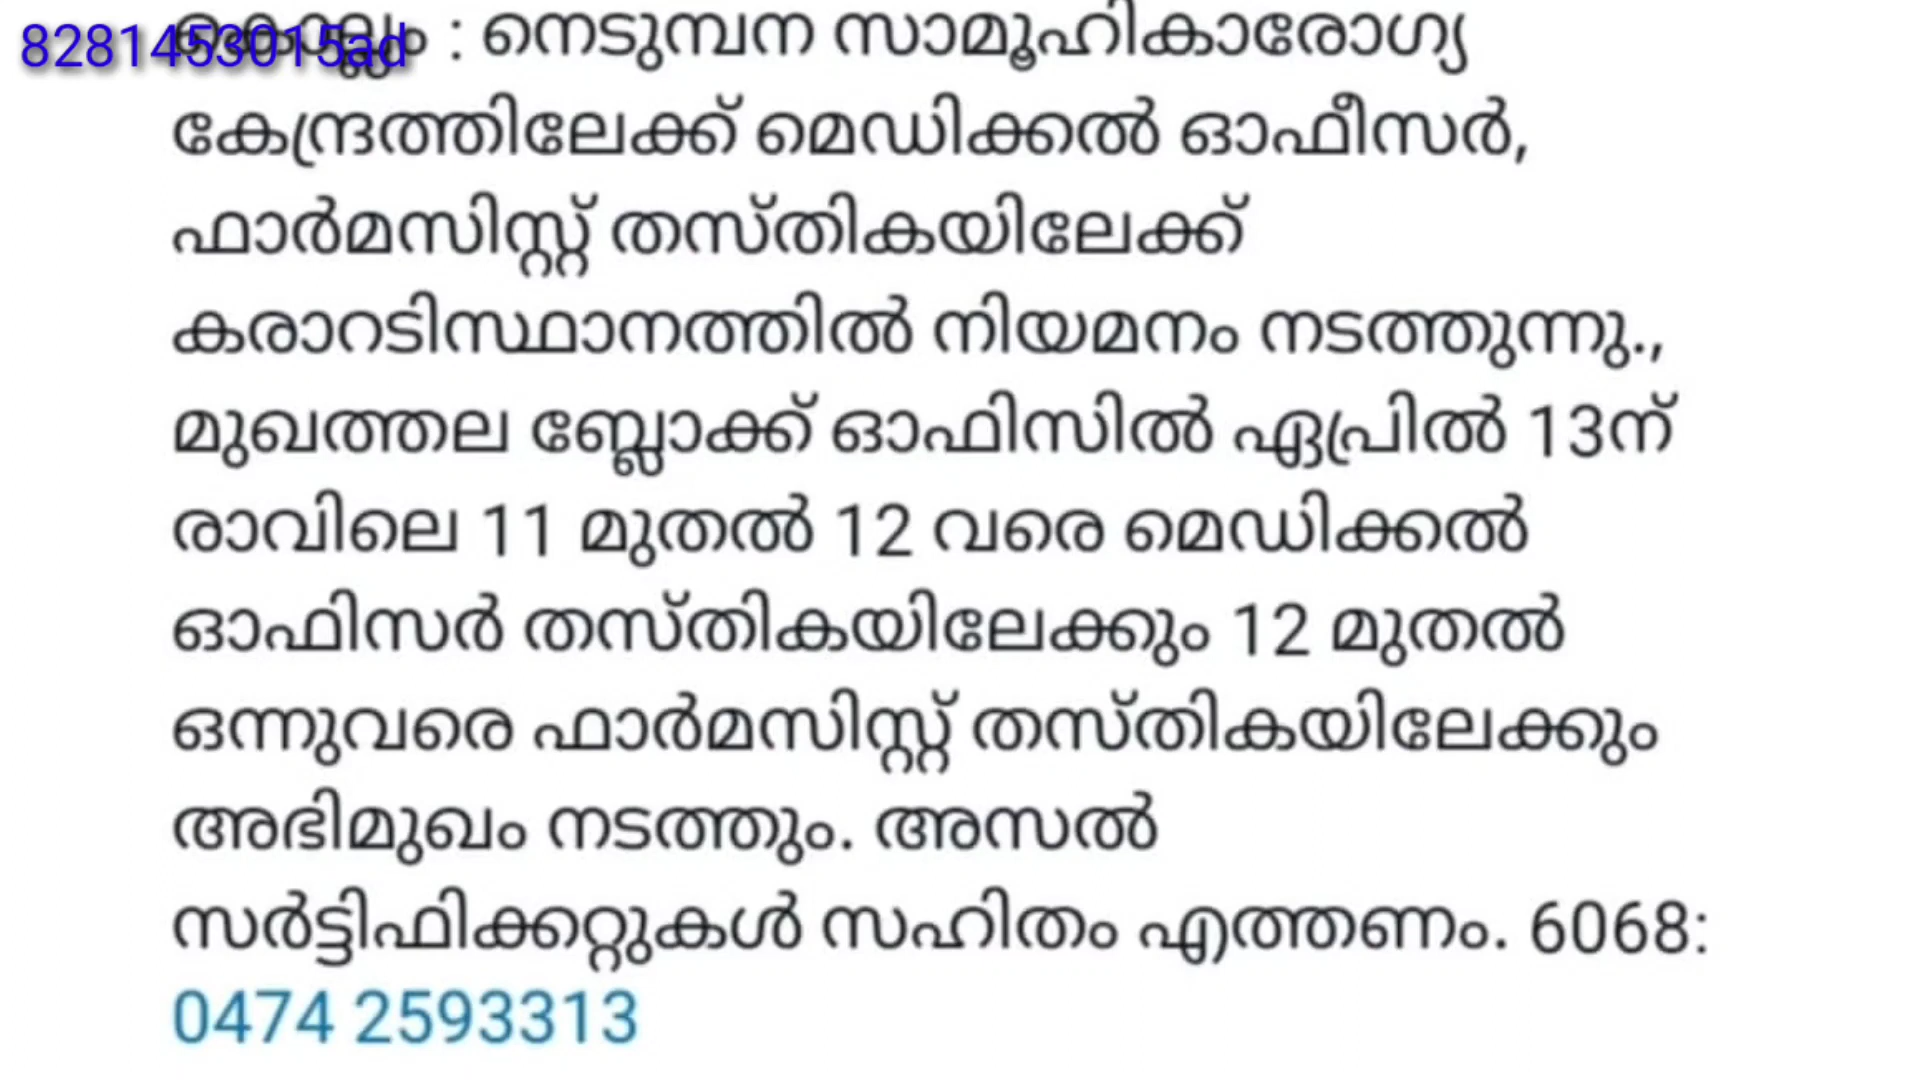 8281453015ad
കൊല്ലം : നെടുമ്പന സാമൂഹികാരോഗ്യ
കേന്ദ്രത്തിലേക്ക് മെഡിക്കൽ ഓഫീസർ,
ഫാർമസിസ്റ്റ് തസ്തികയിലേക്ക്
കരാറടിസ്ഥാനത്തിൽ നിയമനം നടത്തുന്നു.,
മുഖത്തല ബ്ലോക്ക് ഓഫിസിൽ ഏപ്രിൽ 13ന്
രാവിലെ 11 മുതൽ 12 വരെ മെഡിക്കൽ
ഓഫിസർ തസ്തികയിലേക്കും 12 മുതൽ
ഒന്നുവരെ ഫാർമസിസ്റ്റ് തസ്തികയിലേക്കും
അഭിമുഖം നടത്തും. അസൽ
സർട്ടിഫിക്കറ്റുകൾ സഹിതം എത്തണം. 6068:
0474 2593313